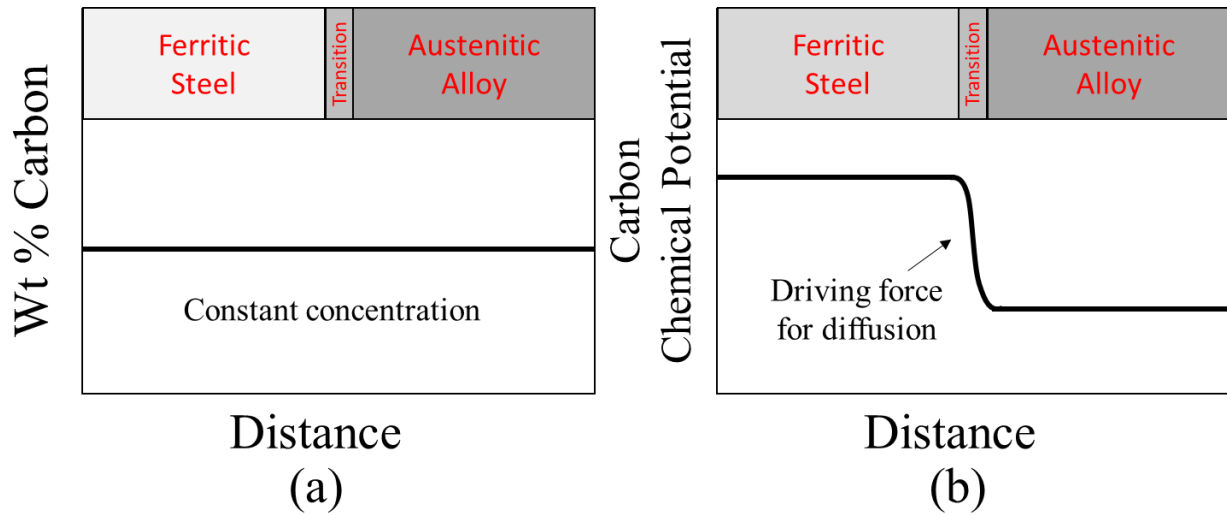 Ferritic
Steel
Transition
Austenitic
Alloy
Wt % Carbon
Constant concentration
Distance
(a)
Ferritic
Steel
Transition
Austenitic
Alloy
Carbon
Chemical Potential
Driving force
for diffusion
Distance
(b)